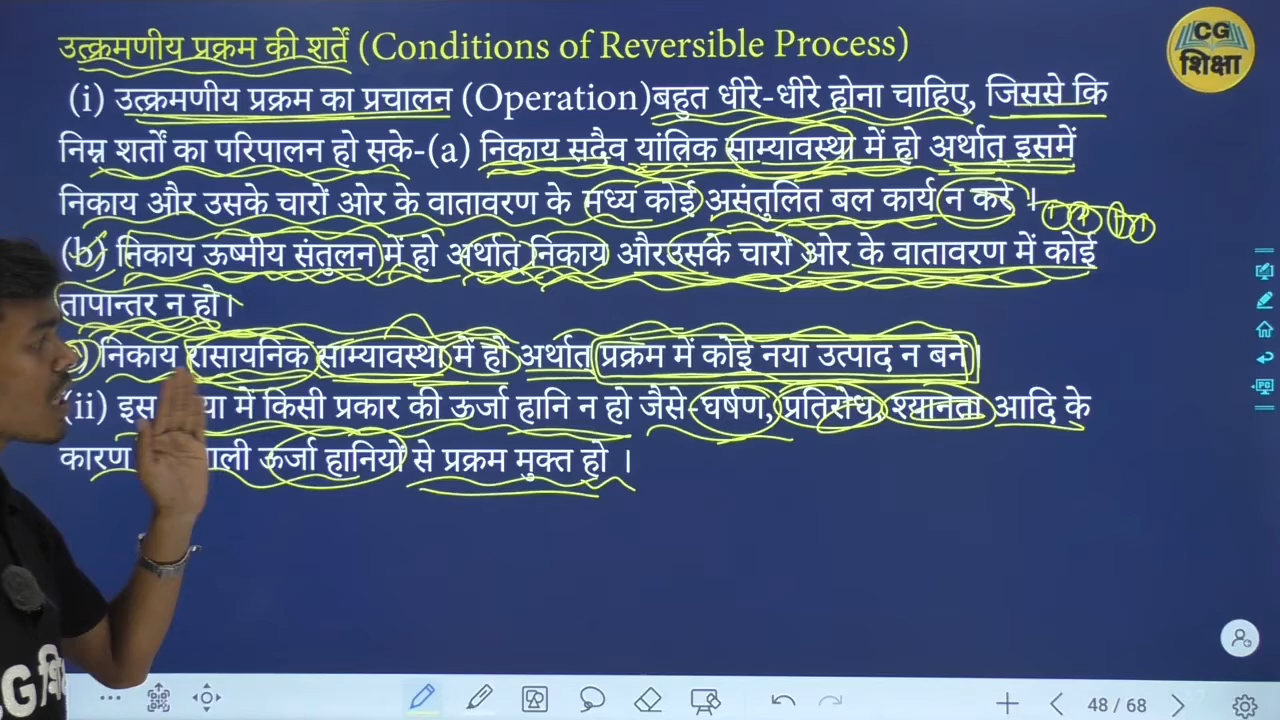 उत्क्रमणीय प्रक्रम की शर्तें (Conditions of Reversible Process)
CG
शिक्षा
(i) उत्क्रमणीय प्रक्रम का प्रचालन (Operation)बहुत धीरे-धीरे होना चाहिए, जिससे कि
निम्न शर्तों का परिपालन हो सके-(a) निकाय सदैव यांत्रिक साम्यावस्था में हो अर्थात् इसमें
निकाय और उसके चारों ओर के वातावरण के मध्य कोई असंतुलित बल कार्य न करे ।
(b) निकाय ऊष्मीय संतुलन में हो अर्थात् निकाय और उसके चारों ओर के वातावरण में कोई
तापान्तर न हो।
निकाय रासायनिक साम्यावस्था में हो अर्थात् प्रक्रम में कोई नया उत्पाद न बने।
(ii) इस में किसी प्रकार की ऊर्जा हानि न हो जैसे-घर्षण, प्रतिरोध, श्यानता आदि के
कारण ऊर्जा हानियों से प्रक्रम मुक्त हो ।
48 / 68